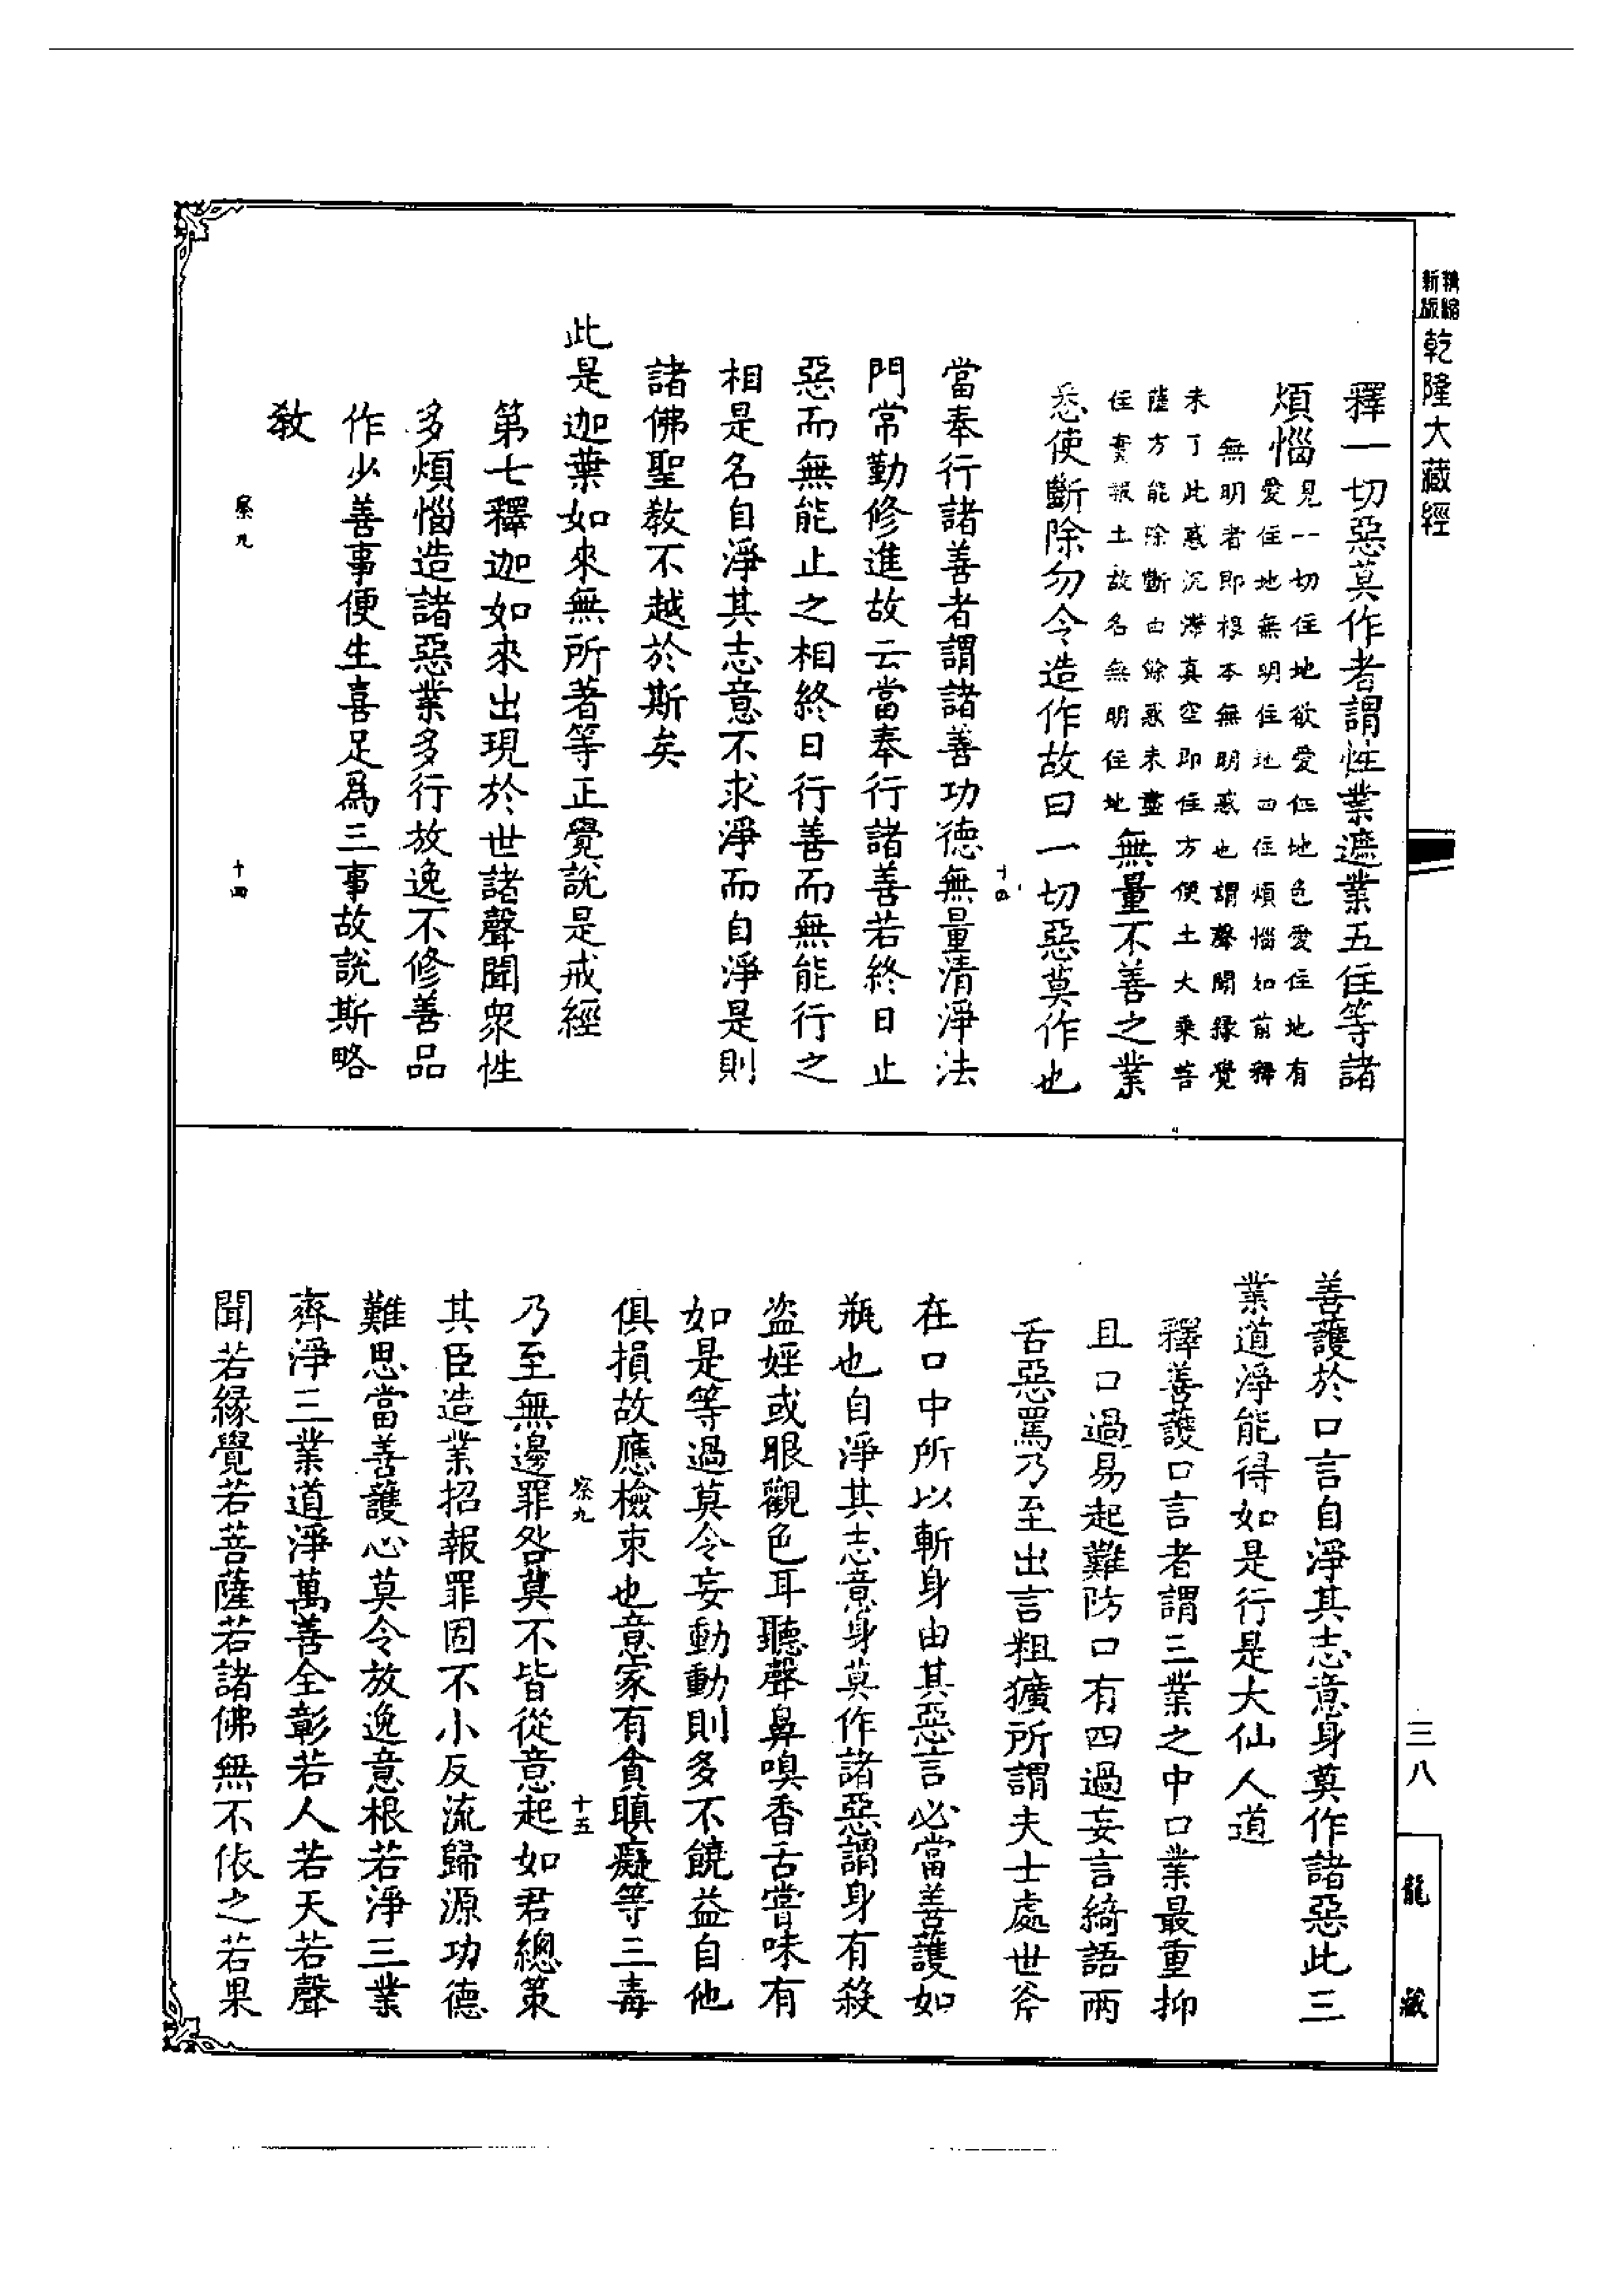 精縮
新版
乾隆大藏經
釋一切惡莫作者謂性業遮業五住等諸
煩惱
見一切住地欲愛住地色愛住地有
愛住地無明住地四住煩惱如前釋
無明者即根本無明惑也謂聲聞緣覺
未了此惑沉滯真空即住方便土大乘菩
薩方能除斷由餘惑未盡
住實報土故名無明住地
無量不善之業
悉使斷除勿令造作故曰一切惡莫作也
十四
當奉行諸善者謂諸善功德無量清淨法
門常勤修進故云當奉行諸善若終日止
惡而無能止之相終日行善而無能行之
相是名自淨其志意不求淨而自淨是則
諸佛聖教不越於斯矣
此是迦葉如來無所著等正覺說是戒經
第七釋迦如來出現於世諸聲聞眾性
多煩惱造諸惡業多行放逸不修善品
作少善事便生喜足爲三事故說斯略
教
九
十四
善護於口言自淨其志意身莫作諸惡此三
業道淨能得如是行是大仙人道
釋善護口言者謂三業之中口業最重抑
且口過易起難防口有四過妄言綺語兩
舌惡罵乃至出言粗獷所謂夫士處世斧
在口中所以斬身由其惡言必當善護如
瓶也自淨其志意身莫作諸惡謂身有殺
盜婬或眼觀色耳聽聲鼻嗅香舌嘗味有
如是等過莫令妄動動則多不饒益自他
俱損故應檢束也意家有貪瞋癡等三毒
九
十五
乃至無邊罪咎莫不皆從意起如君總策
其臣造業招報罪固不小反流歸源功德
難思當善護心莫令放逸意根若淨三業
齊淨三業道淨萬善全彰若人若天若聲
聞若緣覺若菩薩若諸佛無不依之若果
三八
龍藏